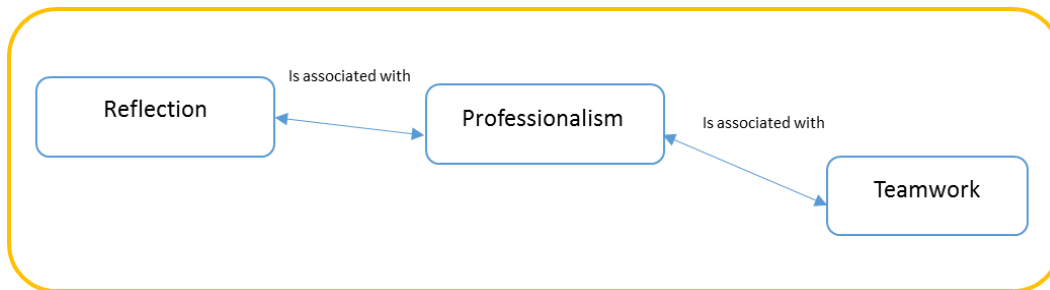 Is associated with
Reflection
Professionalism
Is associated with
Teamwork